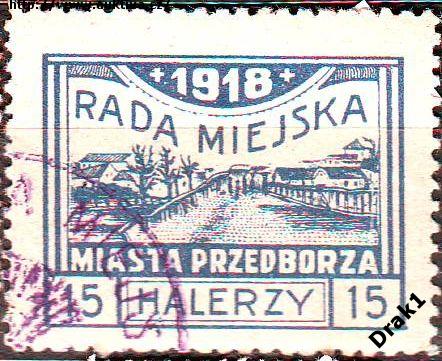 + 1918 +
RADA MIEJSKA
MIASTA PRZEDBORZA
15 HALERZY 15
Drak1